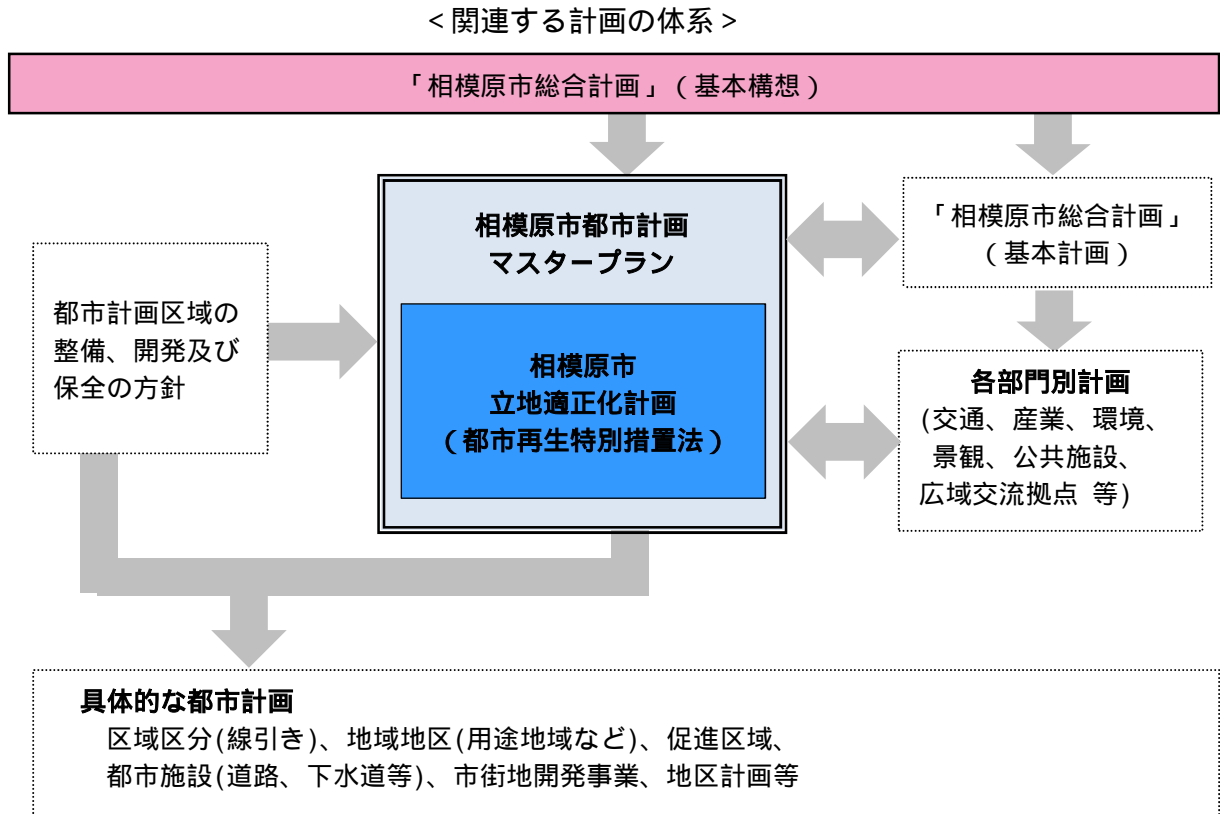 <関連する計画の体系>
「相模原市総合計画」(基本構想)
相模原市都市計画
マスタープラン
相模原市
立地適正化計画
(都市再生特別措置法)
「相模原市総合計画」
(基本計画)
都市計画区域の
整備、開発及び
保全の方針
各部門別計画
(交通、産業、環境、
景観、公共施設、
広域交流拠点 等)
具体的な都市計画
区域区分(線引き)、地域地区(用途地域など)、促進区域、
都市施設(道路、下水道等)、市街地開発事業、地区計画等